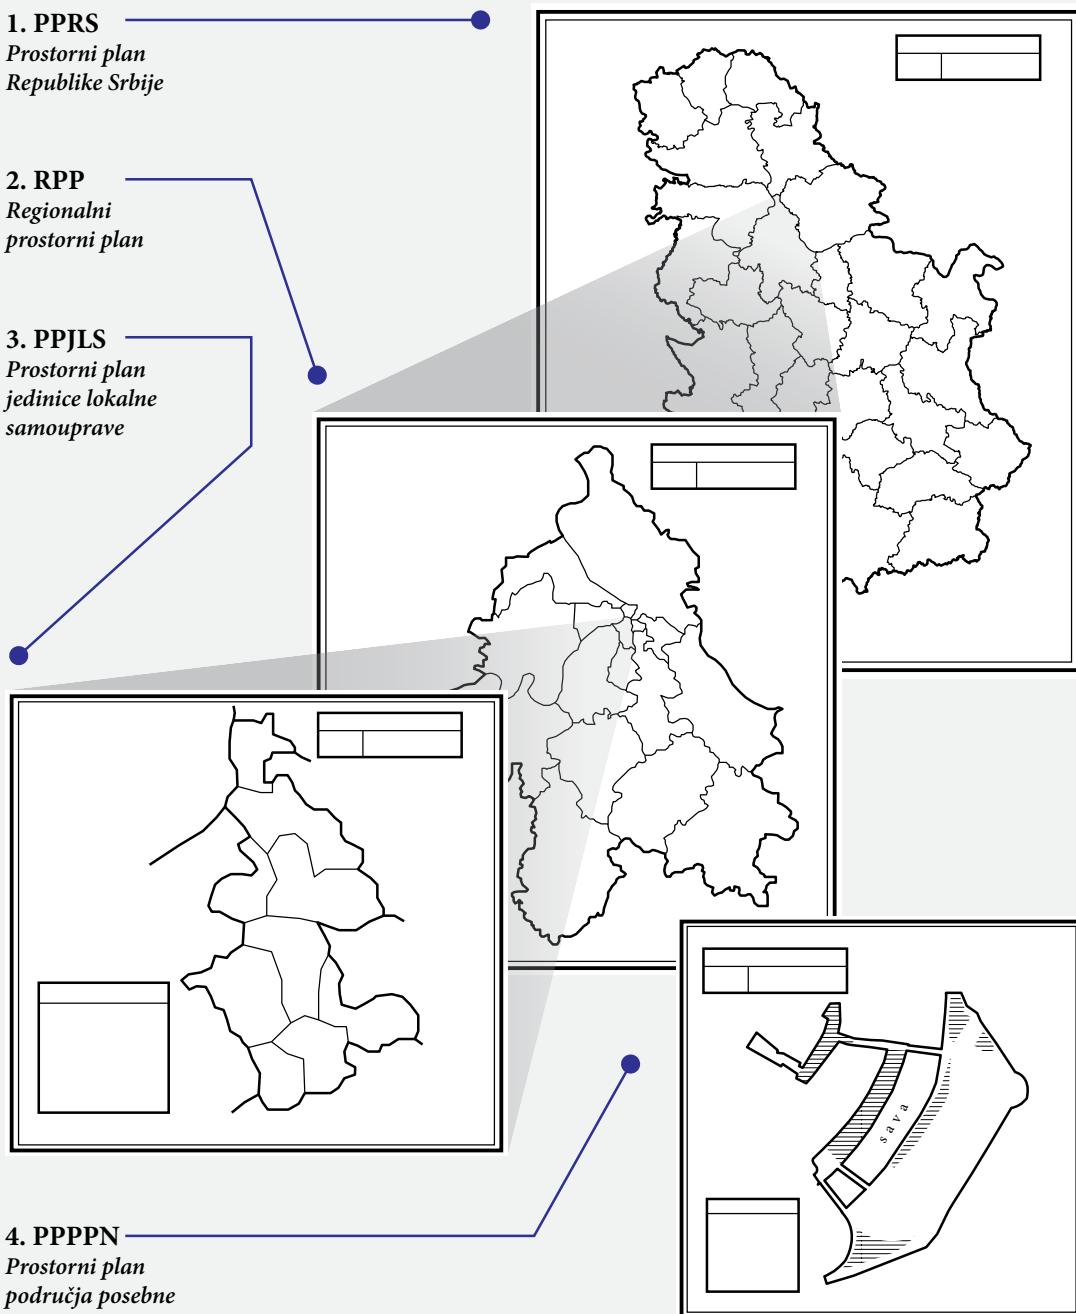 1. PPRS
Prostorni plan
Republike Srbije
2. RPP
Regionalni
prostorni plan
3. PPJLS
Prostorni plan
jedinice lokalne
samouprave
sava
4. PPPPN
Prostorni plan
područja posebne